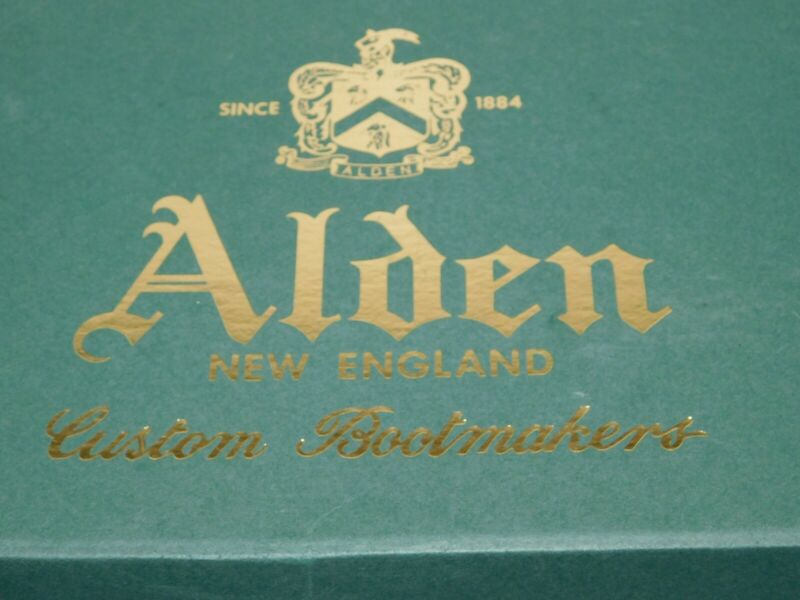 SINCE 1884
ALDEN
Alden
NEW ENGLAND
Custom Bootmakers